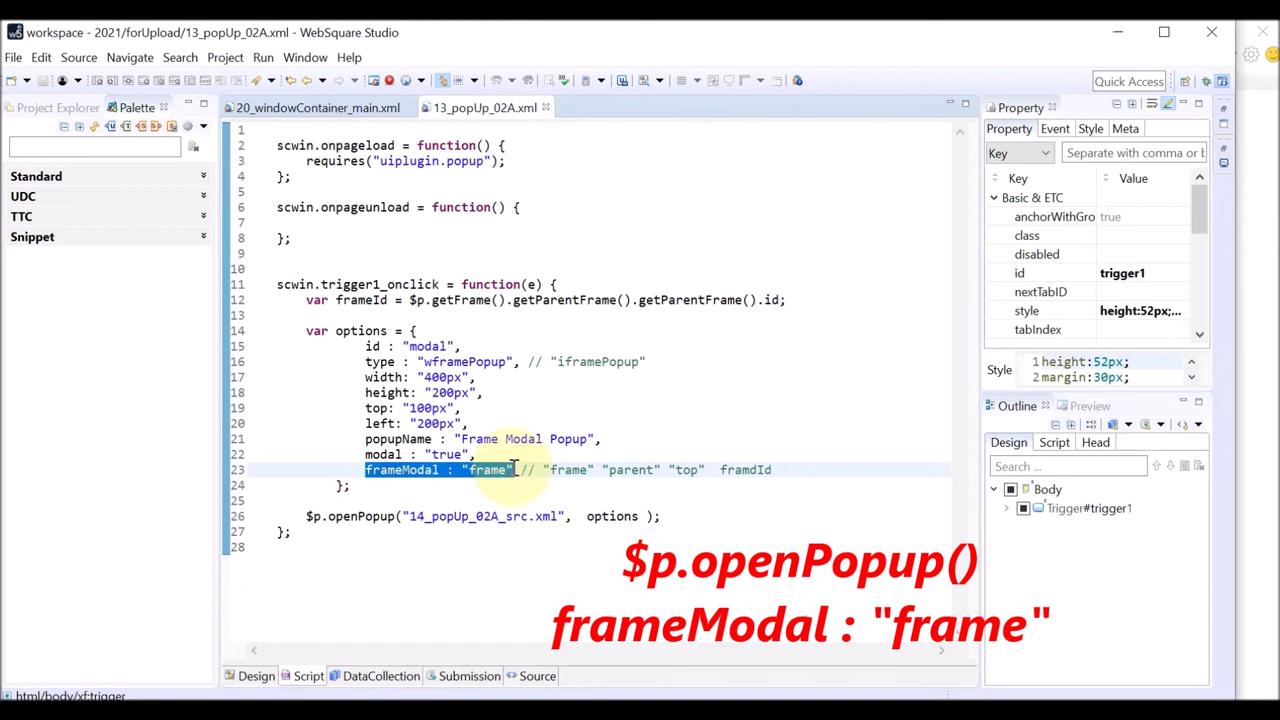 workspace - 2021/forUpload/13_popUp_02A.xml - WebSquare Studio
File Edit Source Navigate Search Project Run Window Help
Quick Access
Project Explorer Palette
20_windowContainer_main.xml 13_popUp_02A.xml
Property
Standard
UDC
TTC
Snippet
1
2 scwin.onpageload = function() {
3 requires("uiplugin.popup");
4 };
5
6 scwin.onpageunload = function() {
7
8 };
9
10
11 scwin.trigger1_onclick = function(e) {
12 var frameId = $p.getFrame().getParentFrame().getParentFrame().id;
13
14 var options = {
15 id : "modal",
16 type : "wframePopup", // "iframePopup"
17 width: "400px",
18 height: "200px",
19 top: "100px",
20 left: "200px",
21 popupName : "Frame Modal Popup",
22 modal : "true",
23 frameModal : "frame" // "frame" "parent" "top" framdId
24 };
25
26 $p.openPopup("14_popUp_02A_src.xml", options );
27 };
28
$p.openPopup()
frameModal : "frame"
Design Script DataCollection Submission Source
html/body/xf:trigger
Property Event Style Meta
Key Separate with comma or b
Key Value
Basic & ETC
anchorWithGro true
class
disabled
id trigger1
nextTabID
style height:52px;...
tabIndex
Style 1 height:52px;
2 margin:30px;
Outline Preview
Design Script Head
Search...
Body
Trigger#trigger1